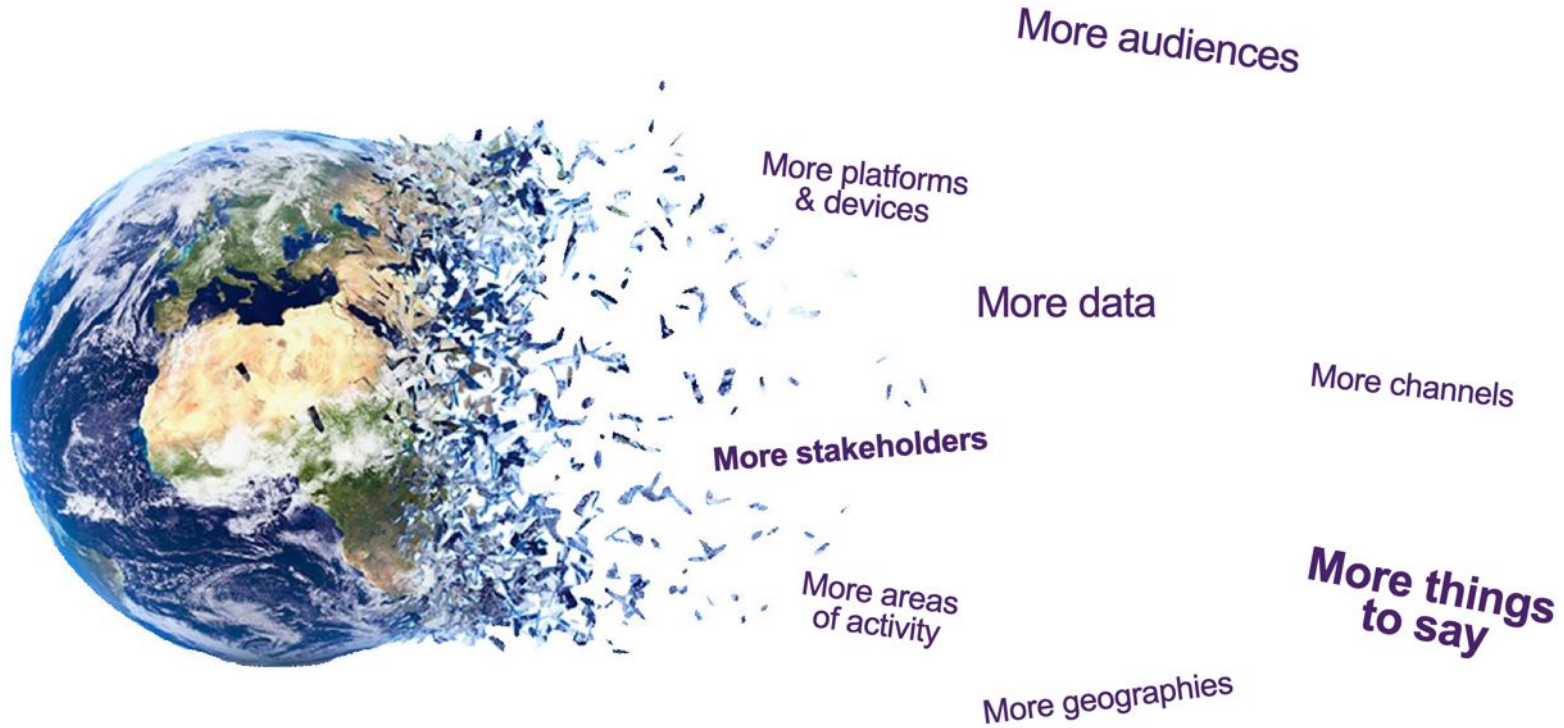 More audiences
More platforms
& devices
More data
More channels
More stakeholders
More areas
of activity
More things
to say
More geographies